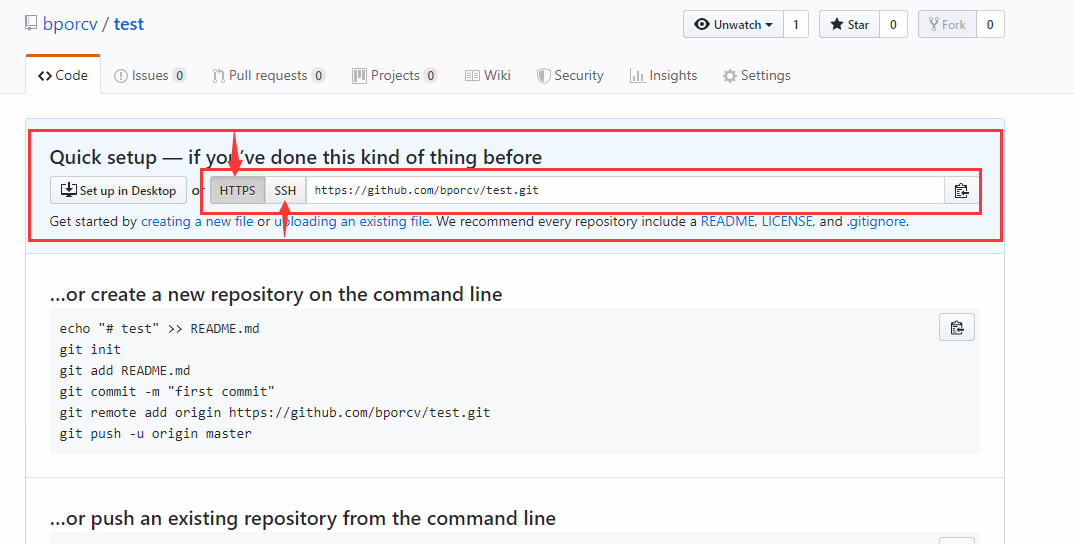 bporcv / test
Unwatch 1 Star 0 Fork 0
Code Issues 0 Pull requests 0 Projects 0 Wiki Security Insights Settings
Quick setup — if you've done this kind of thing before
Set up in Desktop or HTTPS SSH https://github.com/bporcv/test.git
Get started by creating a new file or uploading an existing file. We recommend every repository include a README, LICENSE, and .gitignore.
…or create a new repository on the command line
echo "# test" >> README.md
git init
git add README.md
git commit -m "first commit"
git remote add origin https://github.com/bporcv/test.git
git push -u origin master
…or push an existing repository from the command line